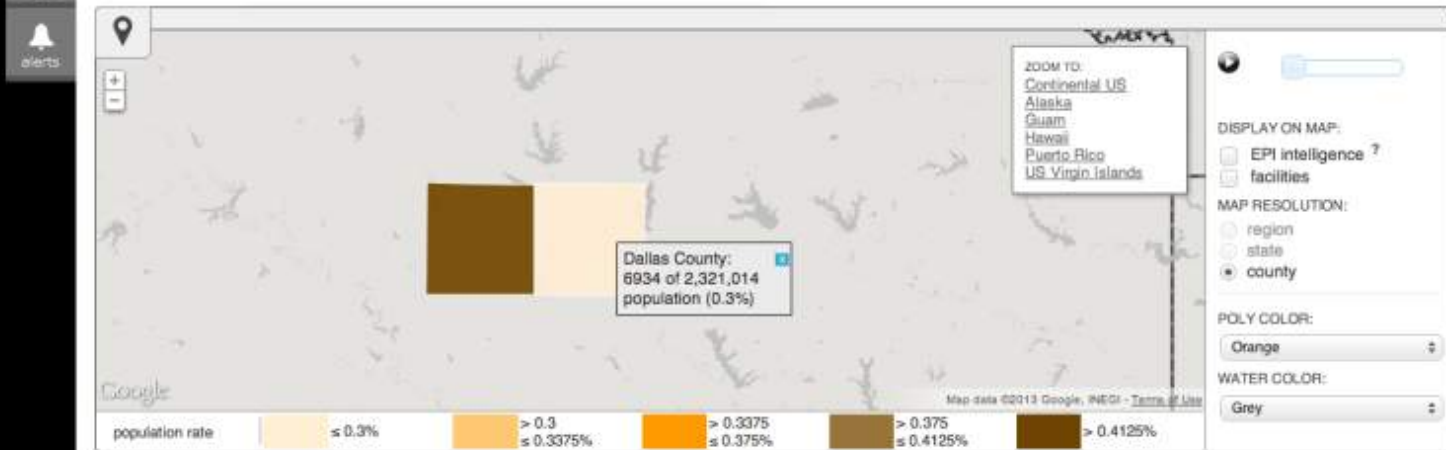 alerts
+
−
ZOOM TO:
Continental US
Alaska
Guam
Hawaii
Puerto Rico
US Virgin Islands
Dallas County:
6934 of 2,321,014
population (0.3%)
x
Google
Map data ©2013 Google, INEGI - Terms of Use
population rate
≤ 0.3%
> 0.3
≤ 0.3375%
> 0.3375
≤ 0.375%
> 0.375
≤ 0.4125%
> 0.4125%
DISPLAY ON MAP:
EPI intelligence ?
facilities
MAP RESOLUTION:
region
state
county
POLY COLOR:
Orange
WATER COLOR:
Grey